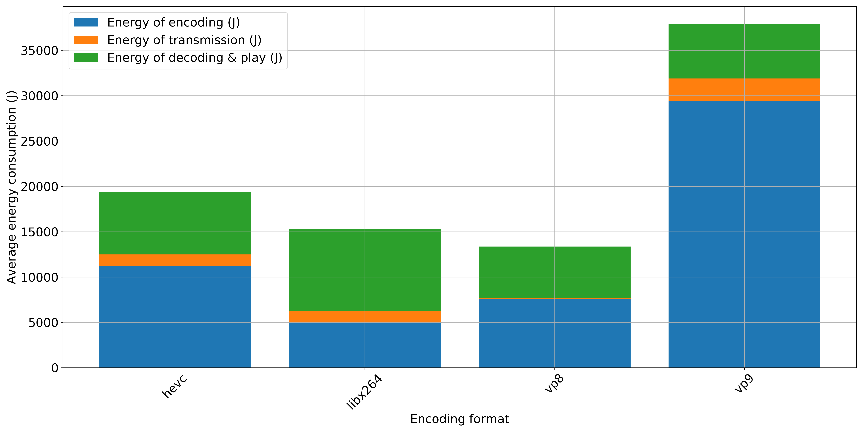 Energy of encoding (J)
Energy of transmission (J)
Energy of decoding & play (J)
Average energy consumption (J)
35000
30000
25000
20000
15000
10000
5000
0
hevc
libx264
vp8
vp9
Encoding format